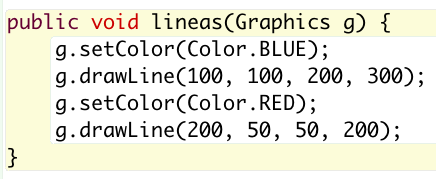 public void lineas(Graphics g) {
    g.setColor(Color.BLUE);
    g.drawLine(100, 100, 200, 300);
    g.setColor(Color.RED);
    g.drawLine(200, 50, 50, 200);
}